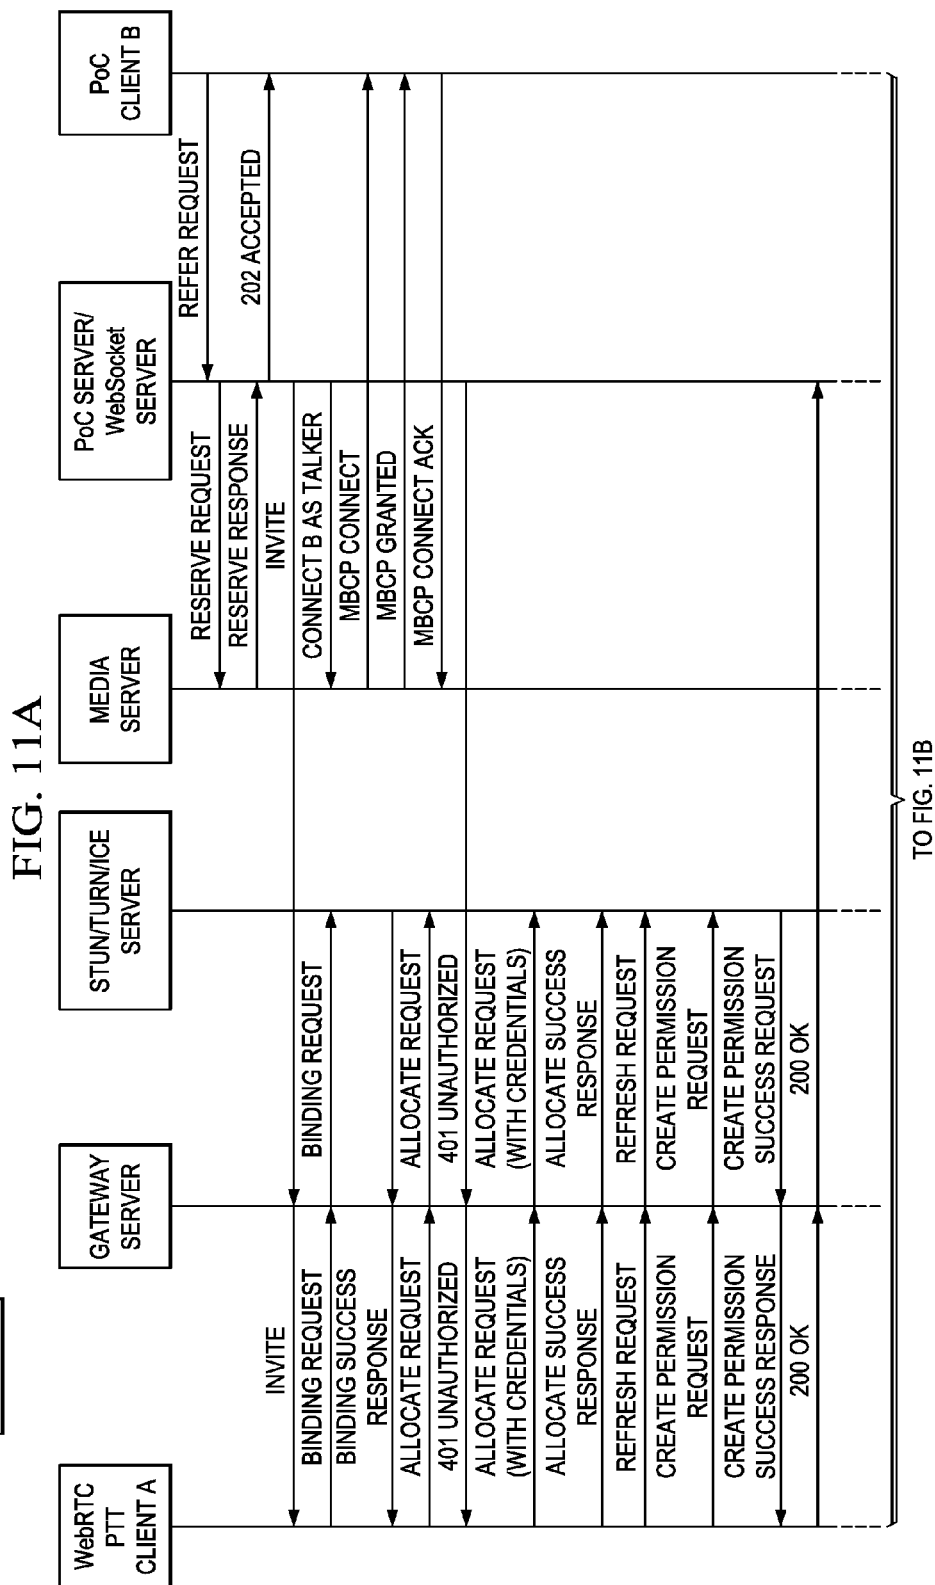 FIG. 11A
WebRTC
PTT
CLIENT A
GATEWAY
SERVER
STUN/TURN/ICE
SERVER
MEDIA
SERVER
PoC SERVER/
WebSocket
SERVER
PoC
CLIENT B
REFER REQUEST
RESERVE REQUEST
RESERVE RESPONSE
202 ACCEPTED
INVITE
INVITE
CONNECT B AS TALKER
BINDING REQUEST
BINDING REQUEST
MBCP CONNECT
BINDING SUCCESS
RESPONSE
MBCP GRANTED
ALLOCATE REQUEST
ALLOCATE REQUEST
MBCP CONNECT ACK
401 UNAUTHORIZED
401 UNAUTHORIZED
ALLOCATE REQUEST
(WITH CREDENTIALS)
ALLOCATE REQUEST
(WITH CREDENTIALS)
ALLOCATE SUCCESS
RESPONSE
ALLOCATE SUCCESS
RESPONSE
REFRESH REQUEST
REFRESH REQUEST
CREATE PERMISSION
REQUEST
CREATE PERMISSION
REQUEST
CREATE PERMISSION
SUCCESS RESPONSE
CREATE PERMISSION
SUCCESS REQUEST
200 OK
200 OK
TO FIG. 11B